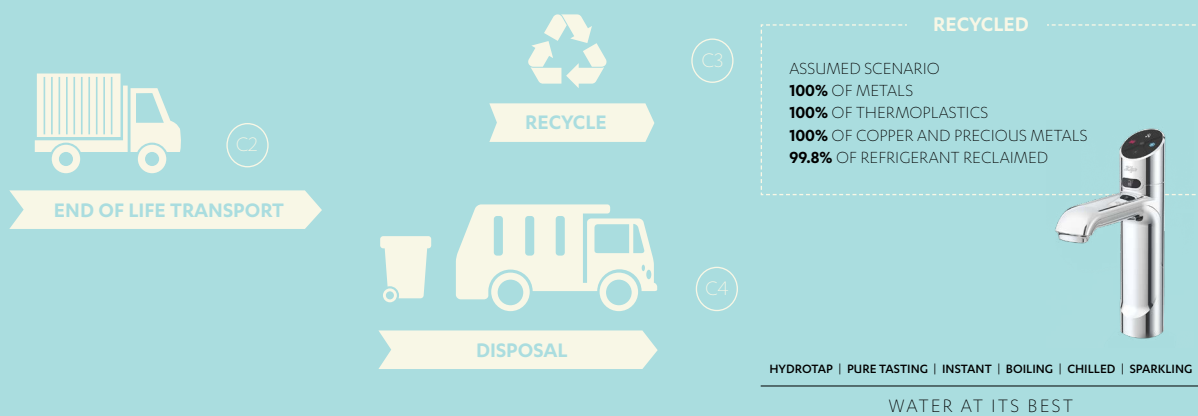 C2
END OF LIFE TRANSPORT
C3
RECYCLE
C4
DISPOSAL
RECYCLED
ASSUMED SCENARIO
100% OF METALS
100% OF THERMOPLASTICS
100% OF COPPER AND PRECIOUS METALS
99.8% OF REFRIGERANT RECLAIMED
HYDROTAP | PURE TASTING | INSTANT | BOILING | CHILLED | SPARKLING
WATER AT ITS BEST